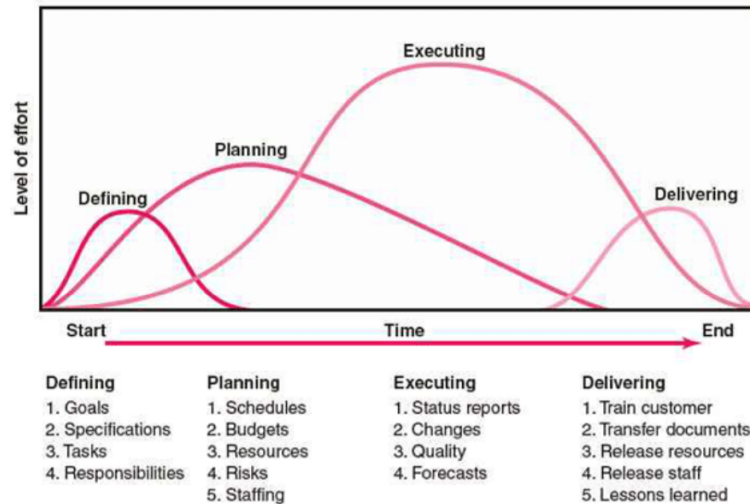 Executing
Planning
Defining
Delivering
Level of effort
Start
Time
End
Defining
1. Goals
2. Specifications
3. Tasks
4. Responsibilities
Planning
1. Schedules
2. Budgets
3. Resources
4. Risks
5. Staffing
Executing
1. Status reports
2. Changes
3. Quality
4. Forecasts
Delivering
1. Train customer
2. Transfer documents
3. Release resources
4. Release staff
5. Lessons learned